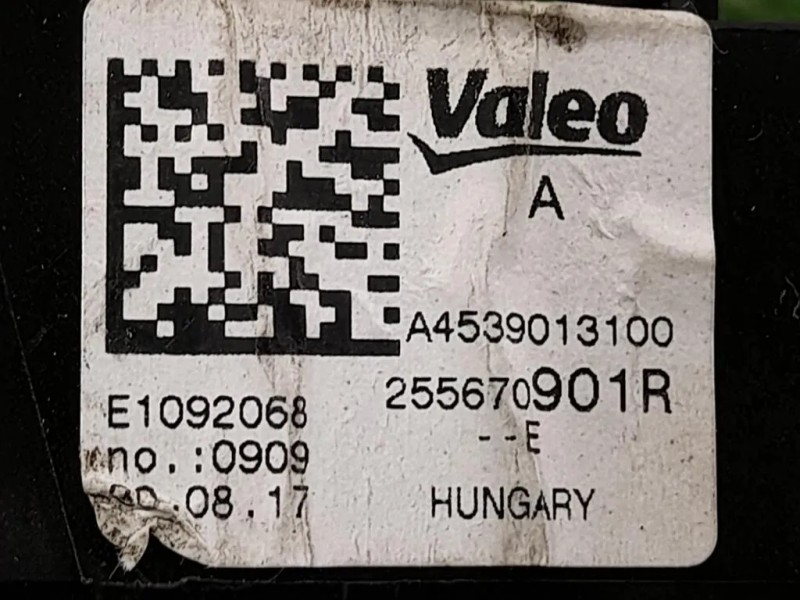 Valeo
A
A4539013100
255670901R
--E
HUNGARY
E1092068
no.:0909
.08.17